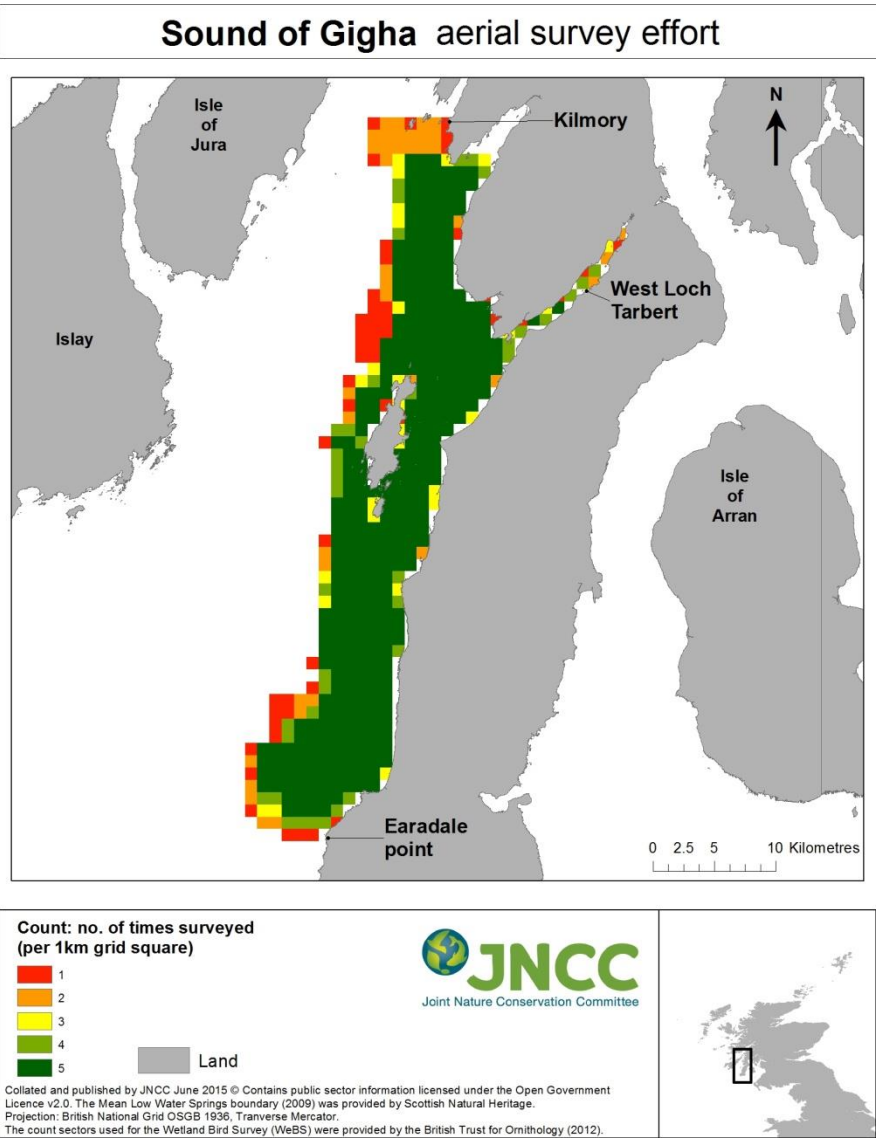 Sound of Gigha aerial survey effort
Isle
of
Jura
Kilmory
N
West Loch
Tarbert
Islay
Isle
of
Arran
Earadale
point
0 2.5 5 10 Kilometres
Count: no. of times surveyed
(per 1km grid square)
1
2
3
4
5
Land
JNCC
Joint Nature Conservation Committee
Collated and published by JNCC June 2015 © Contains public sector information licensed under the Open Government
Licence v2.0. The Mean Low Water Springs boundary (2009) was provided by Scottish Natural Heritage.
Projection: British National Grid OSGB 1936, Tranverse Mercator.
The count sectors used for the Wetland Bird Survey (WeBS) were provided by the British Trust for Ornithology (2012).